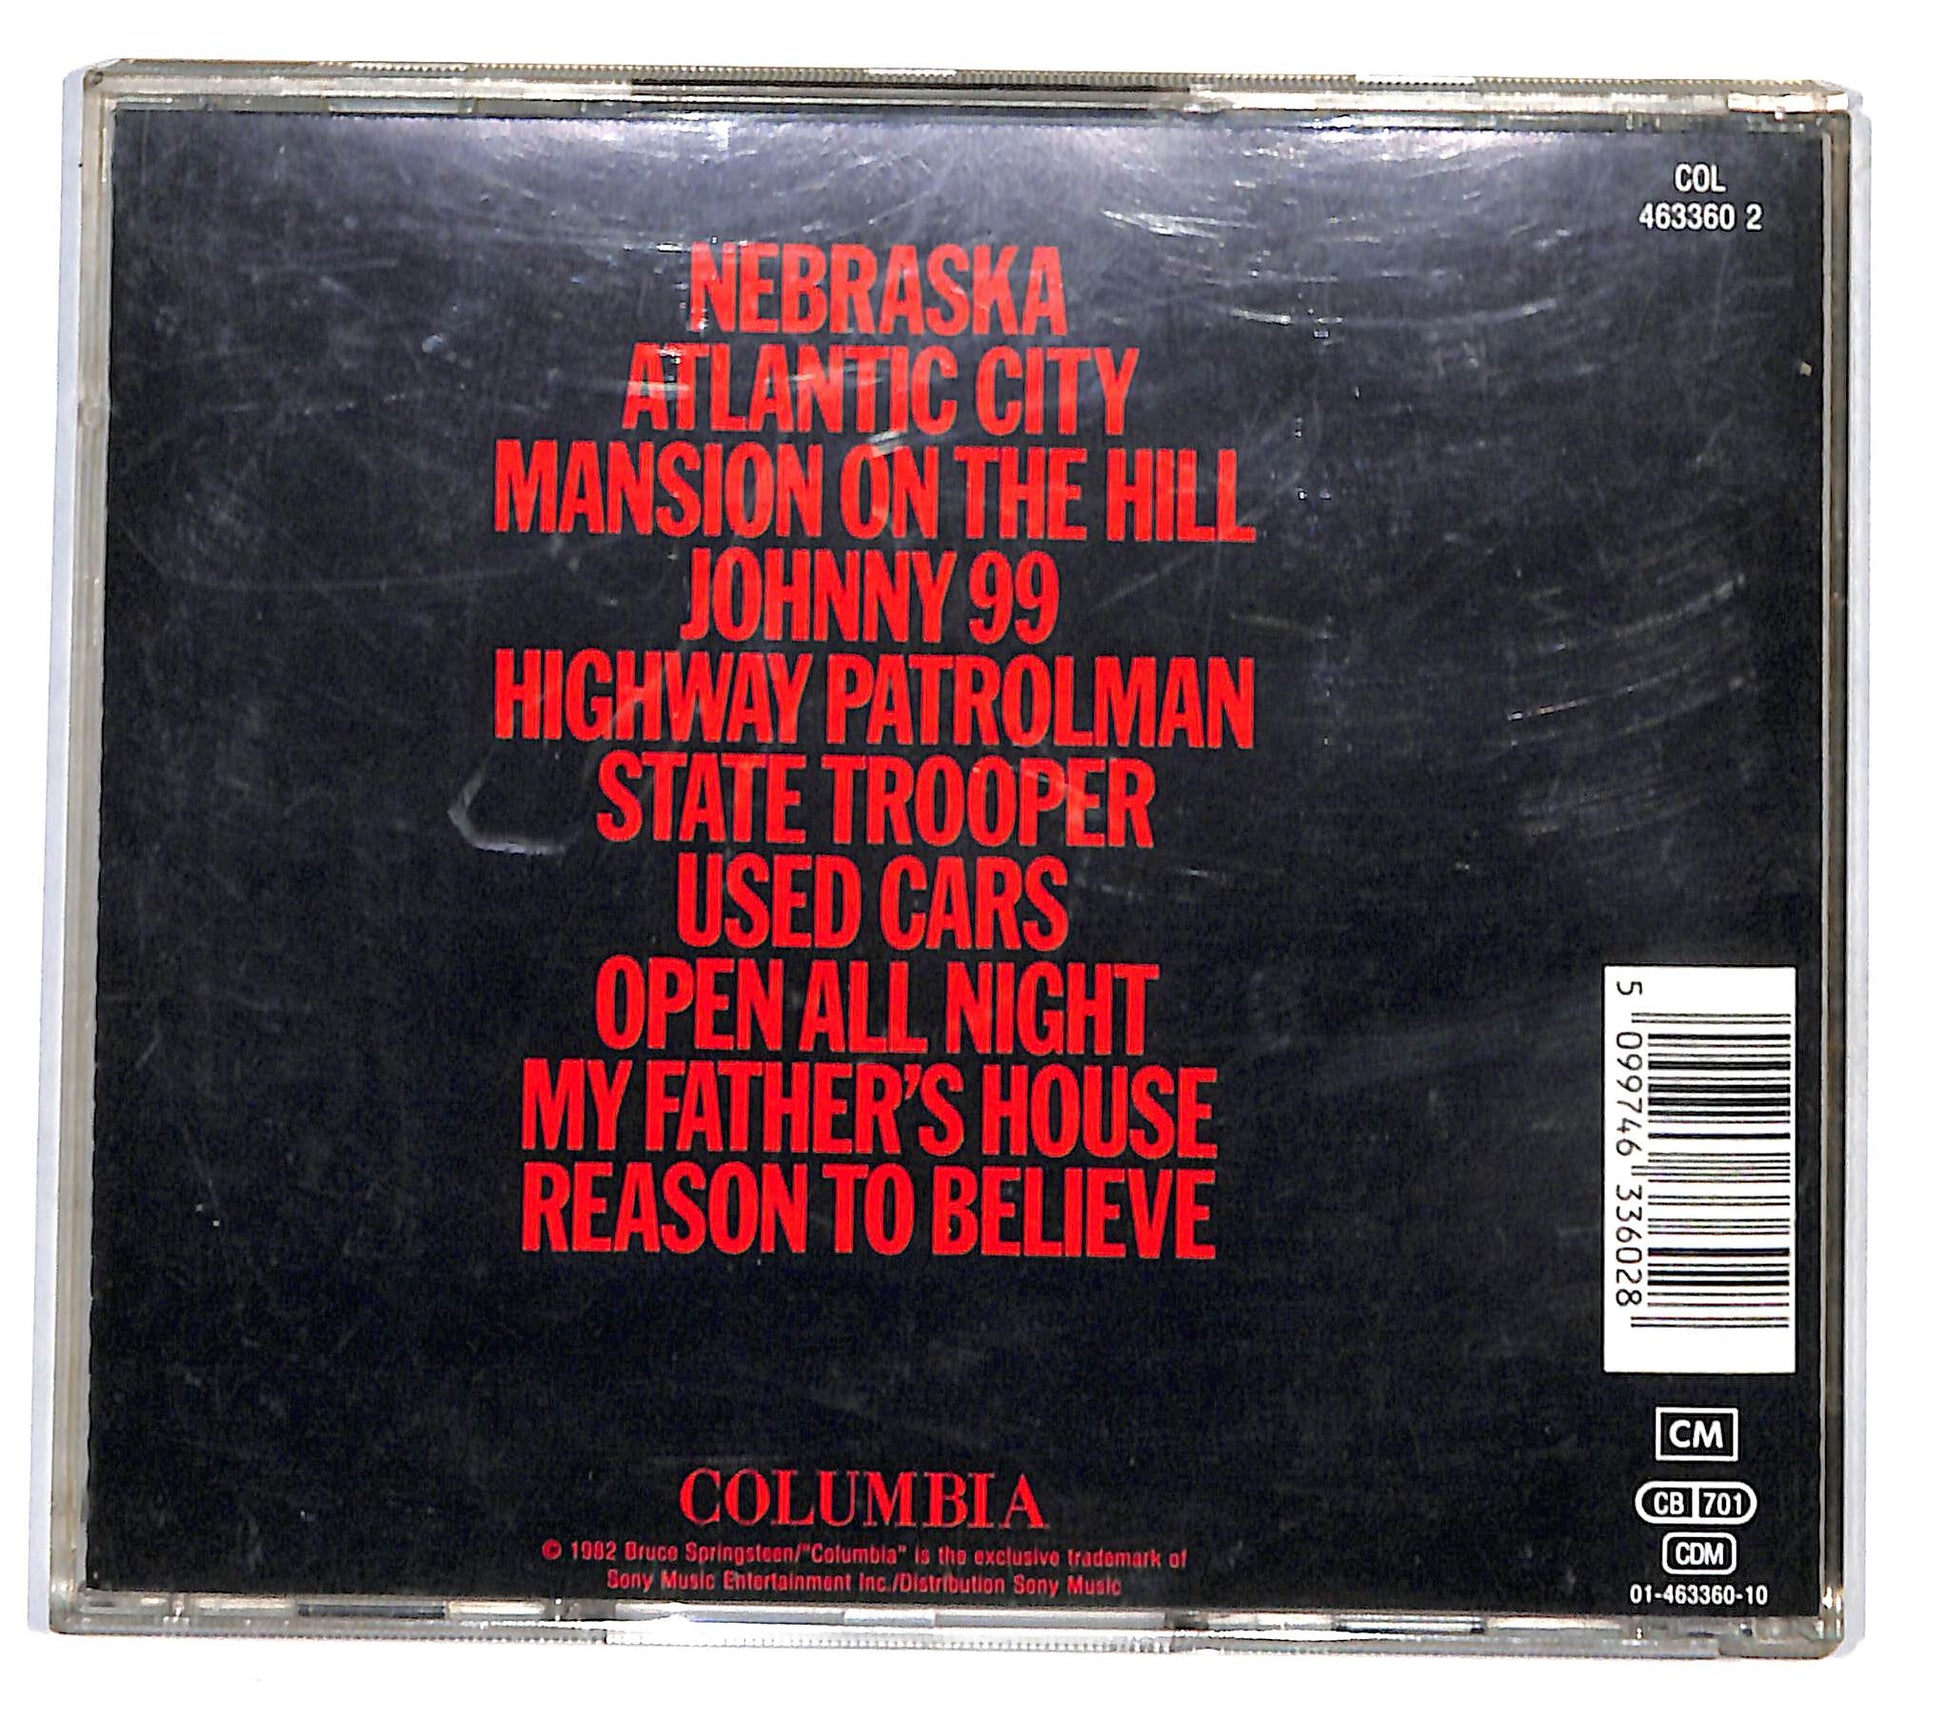 COL
463360 2
NEBRASKA
ATLANTIC CITY
MANSION ON THE HILL
JOHNNY 99
HIGHWAY PATROLMAN
STATE TROOPER
USED CARS
OPEN ALL NIGHT
MY FATHER'S HOUSE
REASON TO BELIEVE
5 099746 336028
COLUMBIA
© 1982 Bruce Springsteen/"Columbia" is the exclusive trademark of
Sony Music Entertainment Inc./Distribution Sony Music
CM
CB 701
CDM
01-463360-10